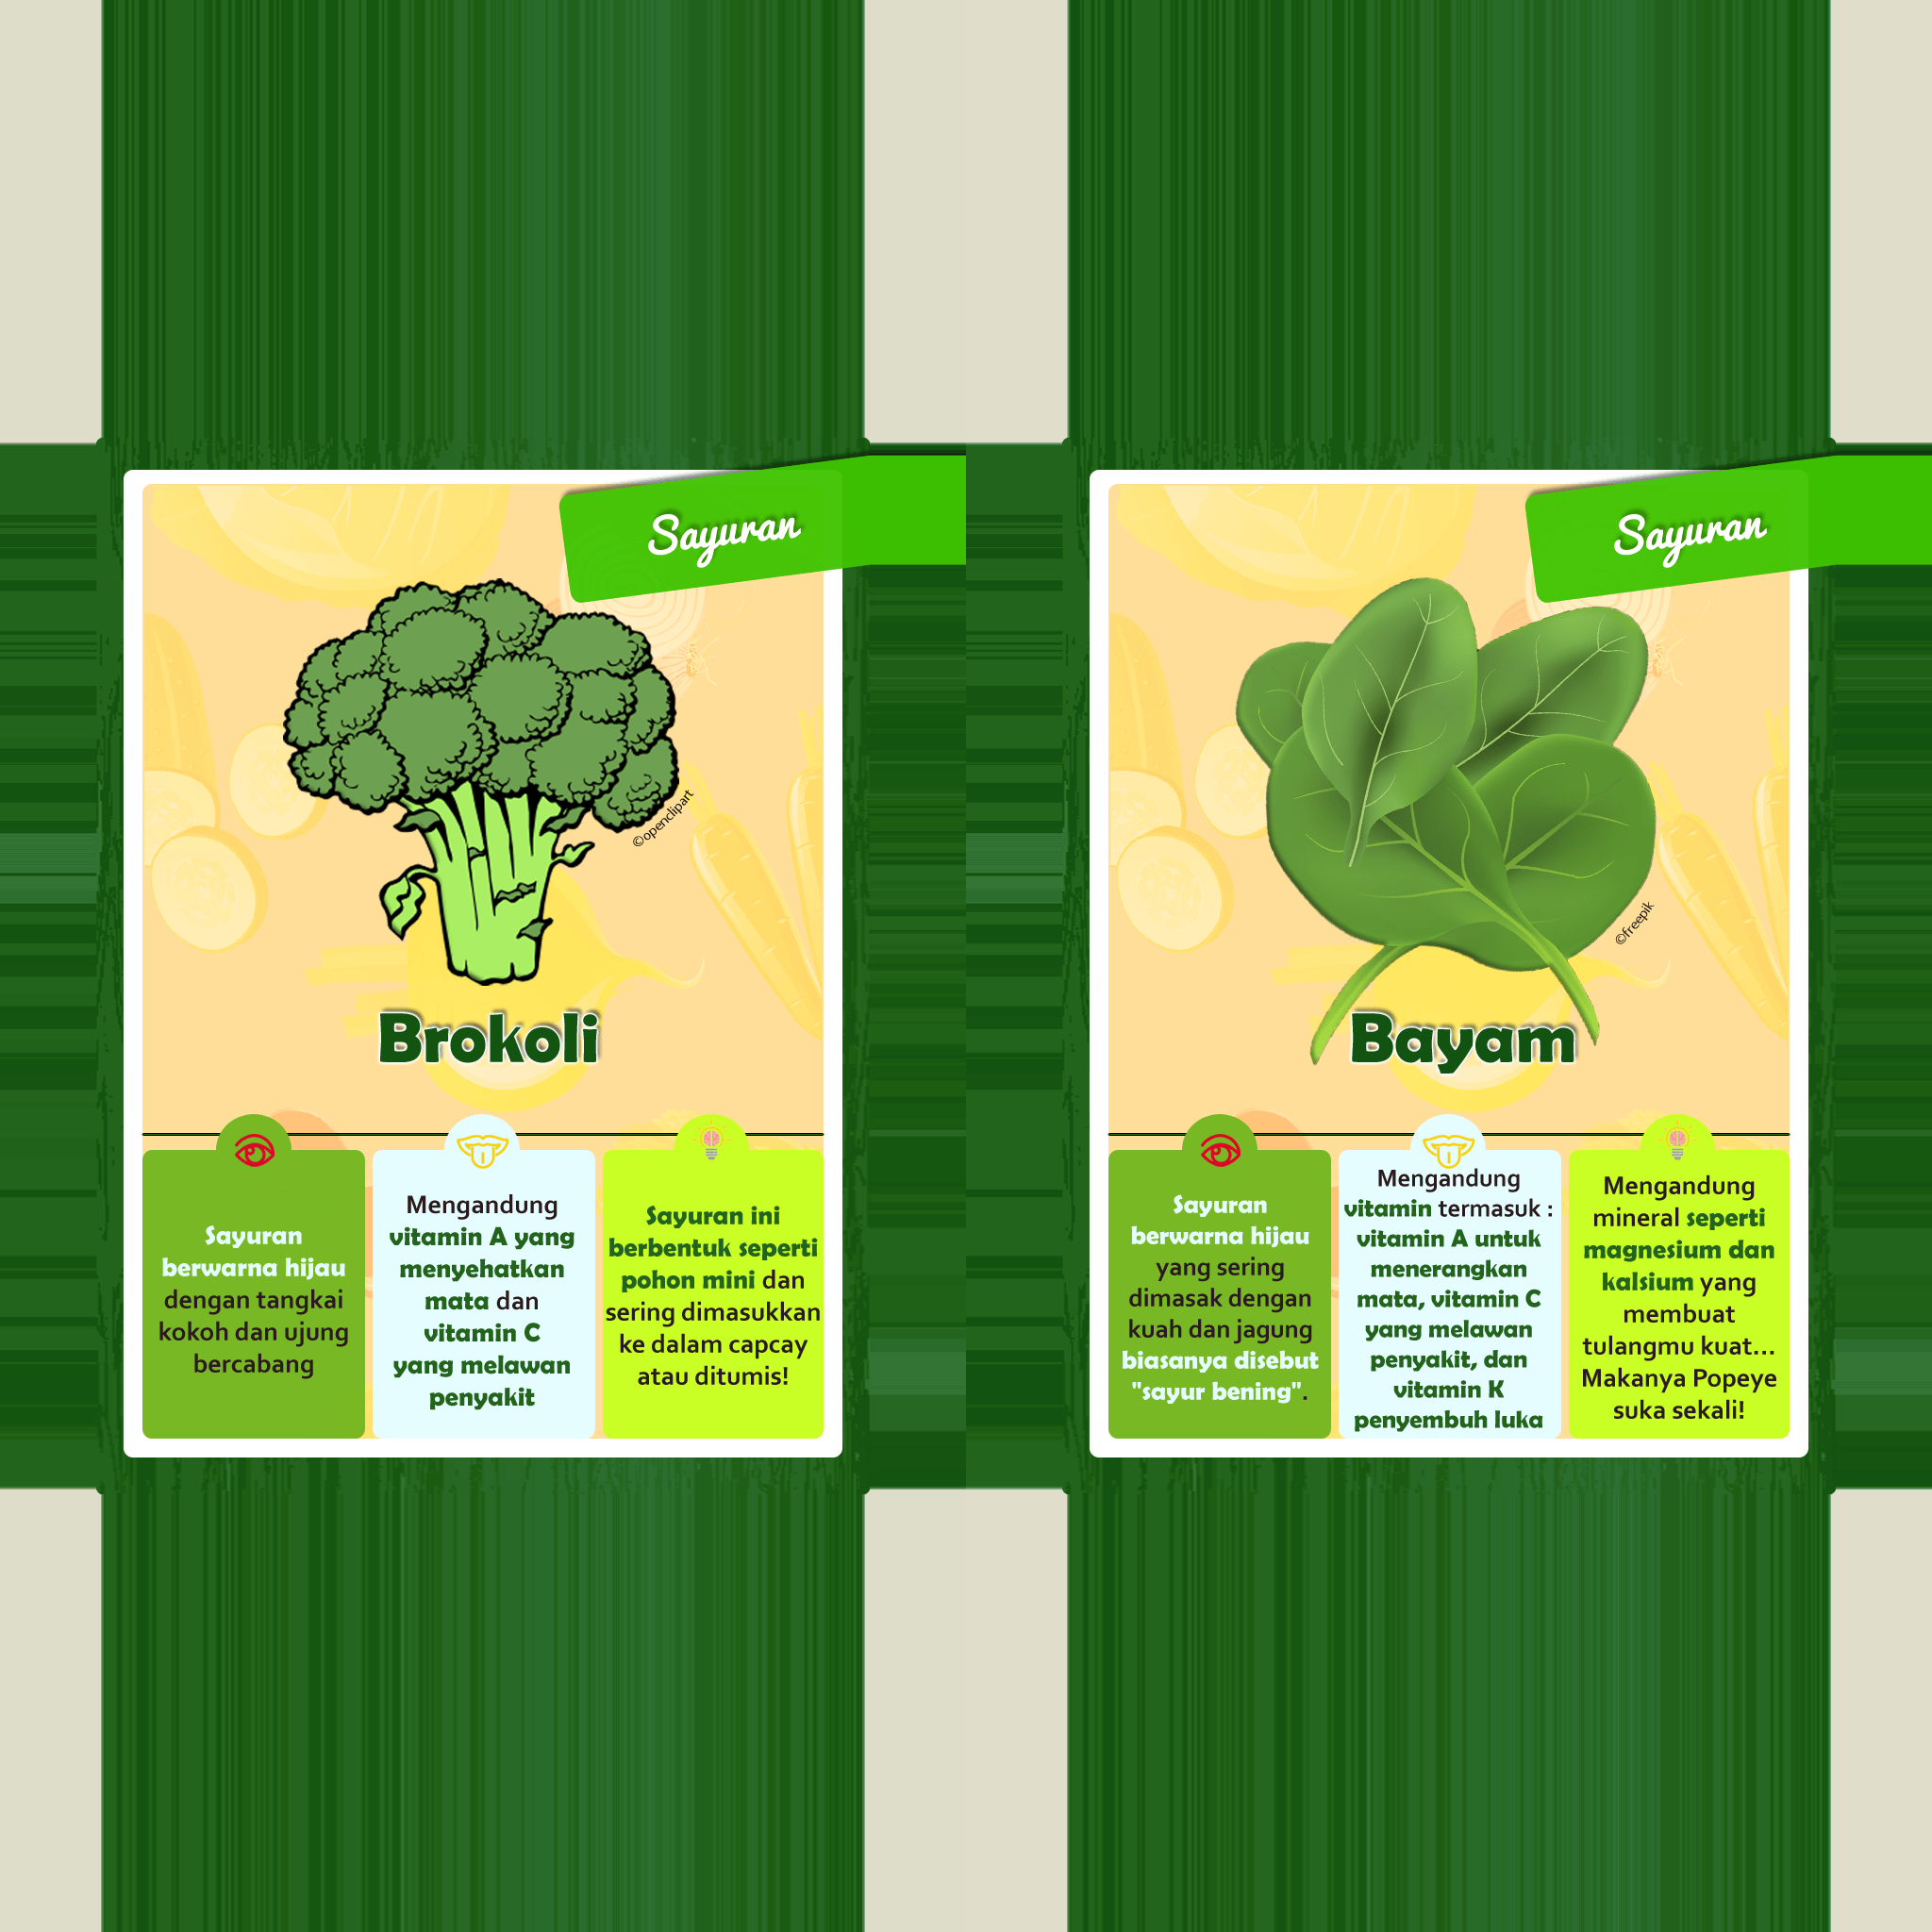 Sayuran
©openclipart
Brokoli
Sayuran
berwarna hijau
dengan tangkai
kokoh dan ujung
bercabang
Mengandung
vitamin A yang
menyehatkan
mata dan
vitamin C
yang melawan
penyakit
Sayuran ini
berbentuk seperti
pohon mini dan
sering dimasukkan
ke dalam capcay
atau ditumis!
Sayuran
©freepik
Bayam
Sayuran
berwarna hijau
yang sering
dimasak dengan
kuah dan jagung
biasanya disebut
"sayur bening".
Mengandung
vitamin termasuk :
vitamin A untuk
menerangkan
mata, vitamin C
yang melawan
penyakit, dan
vitamin K
penyembuh luka
Mengandung
mineral seperti
magnesium dan
kalsium yang
membuat
tulangmu kuat...
Makanya Popeye
suka sekali!